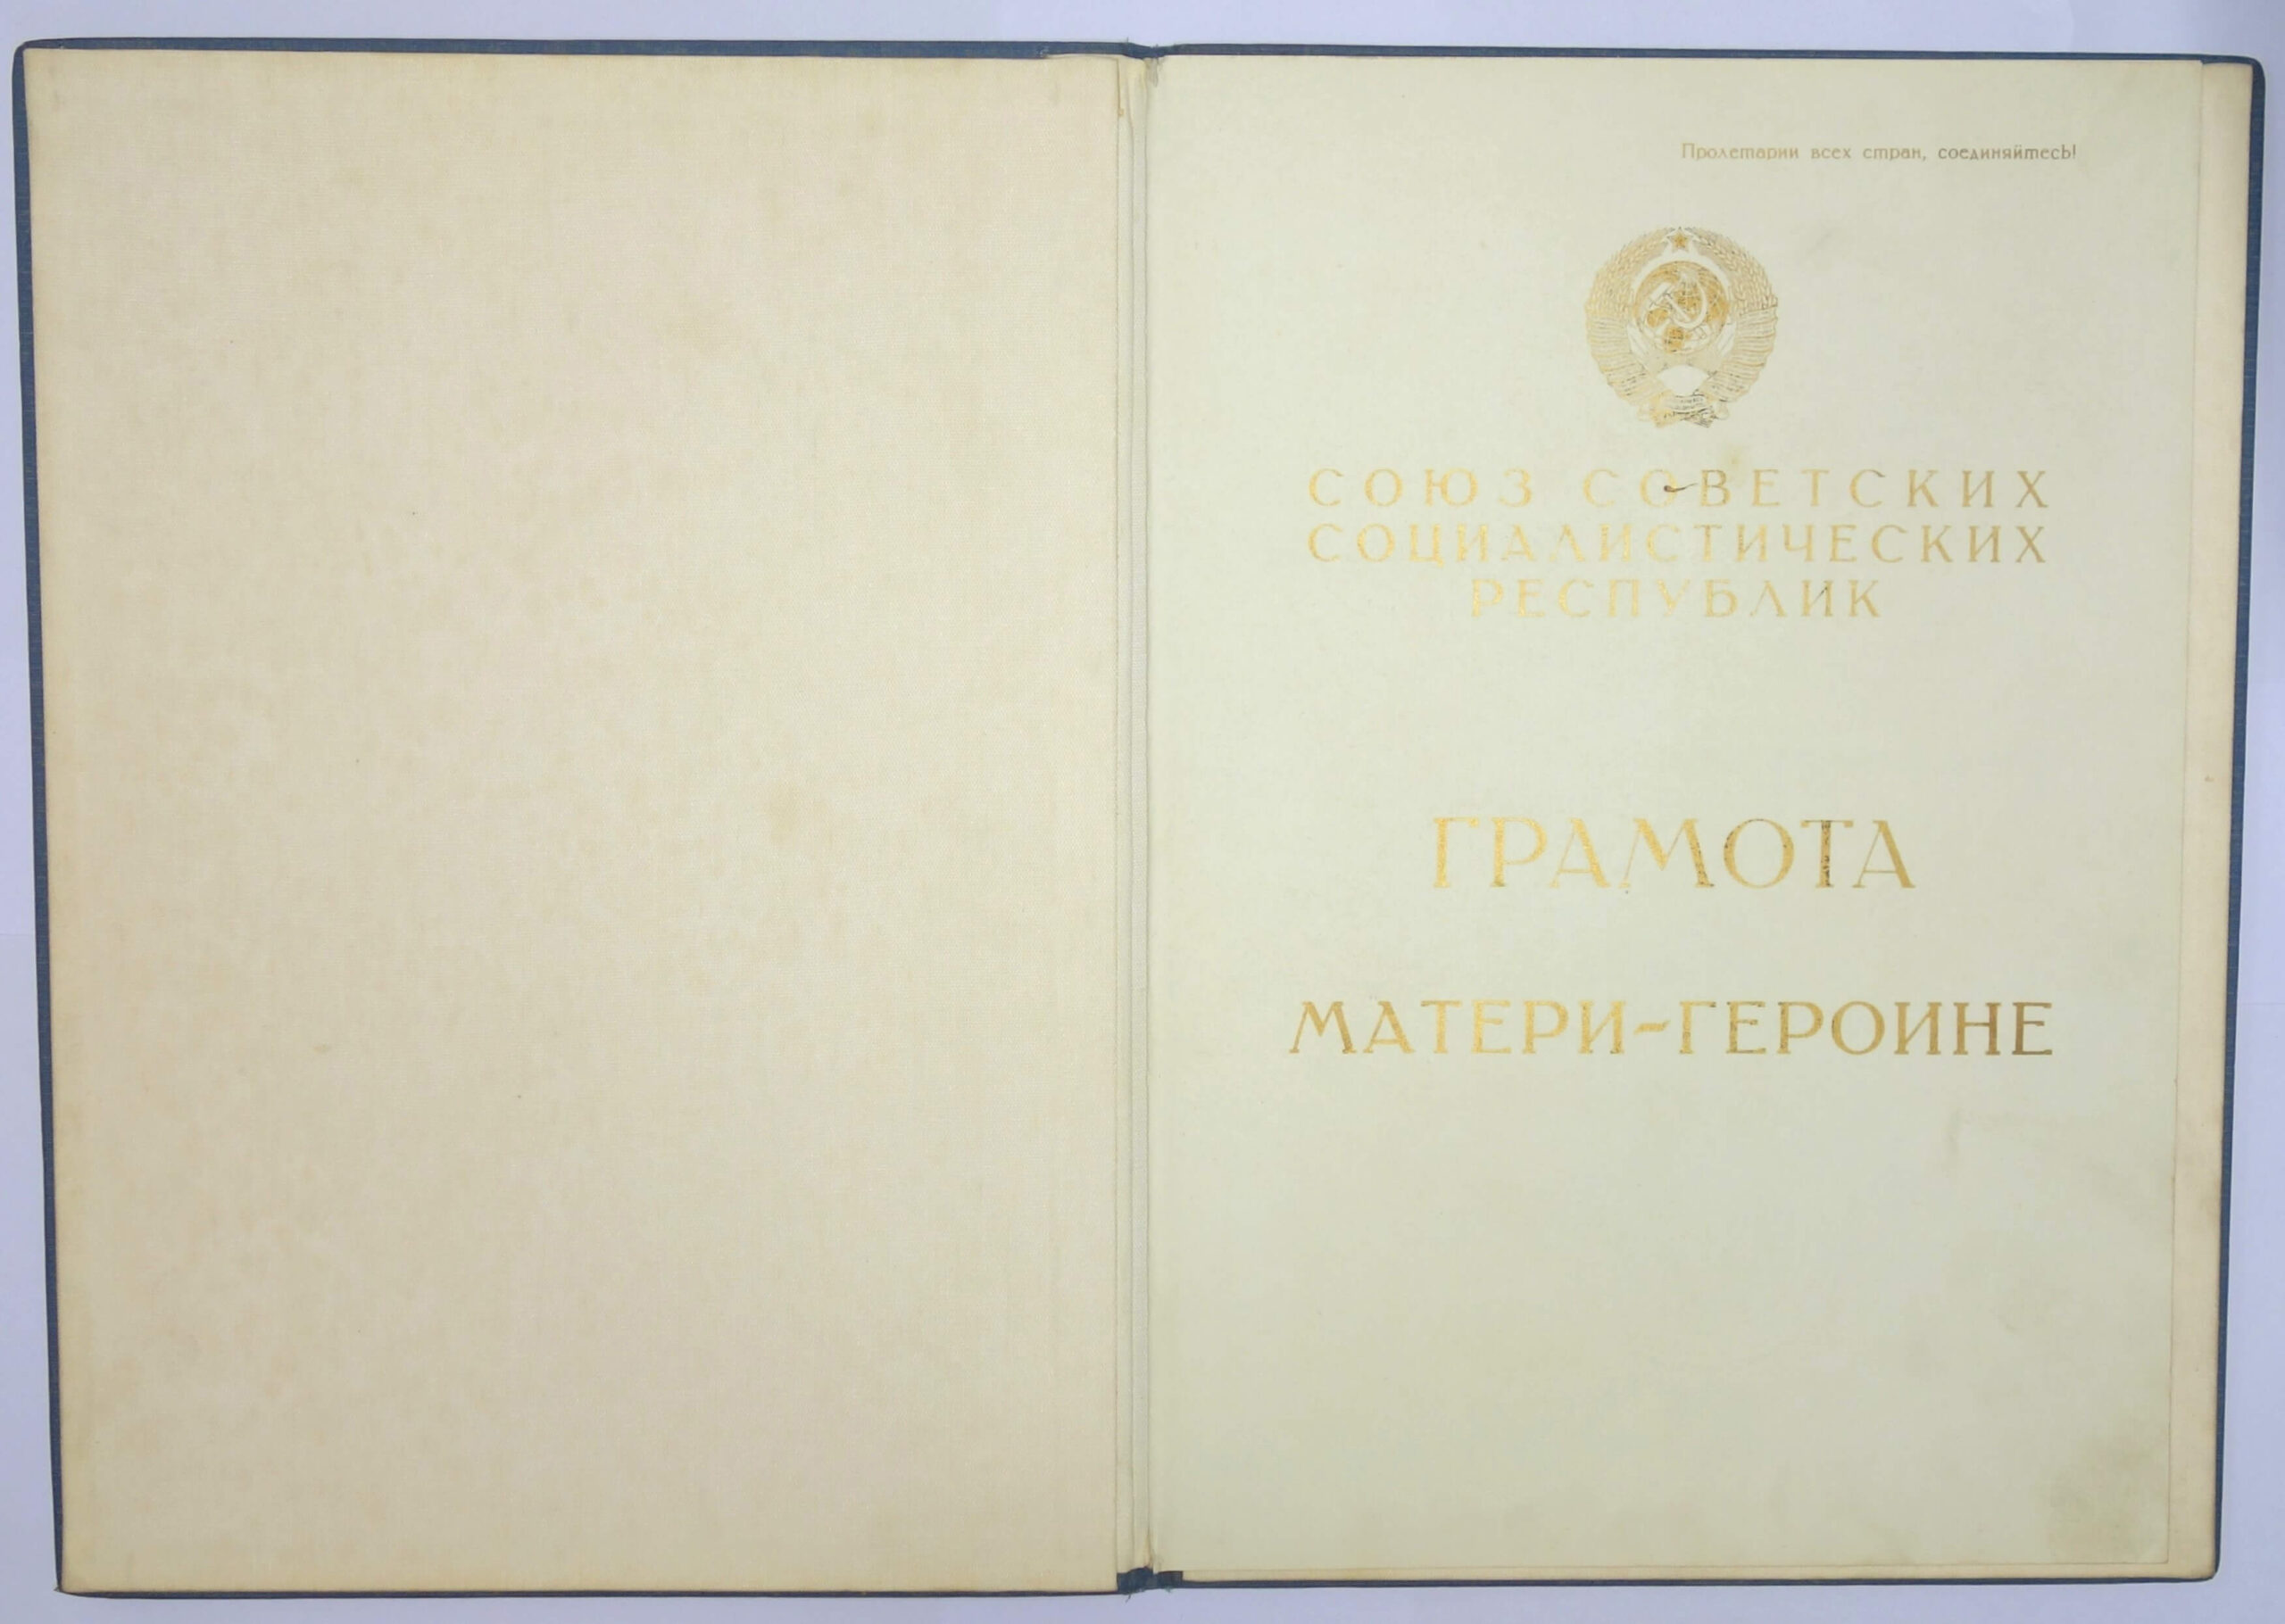 Пролетарии всех стран, соединяйтесь!
СОЮЗ СОВЕТСКИХ
СОЦИАЛИСТИЧЕСКИХ
РЕСПУБЛИК
ГРАМОТА
МАТЕРИ-ГЕРОИНЕ